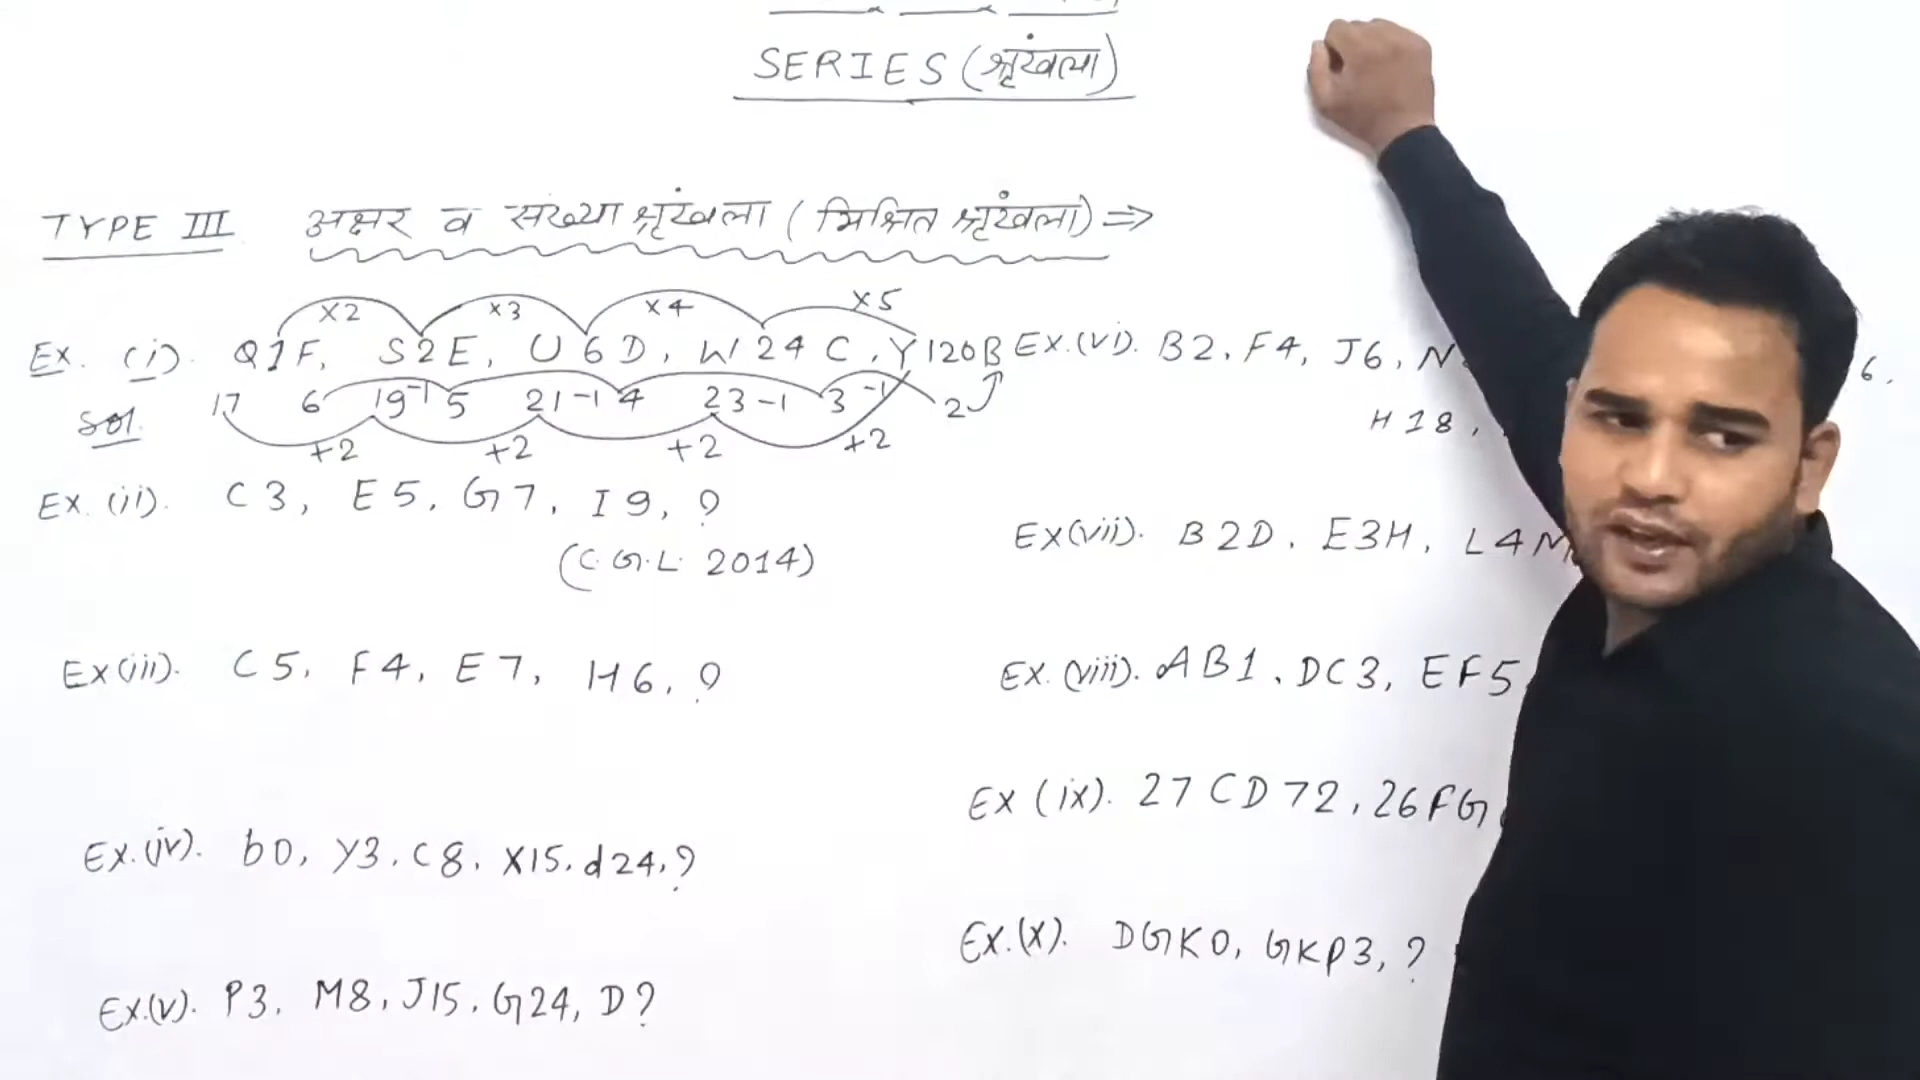 SERIES (श्रृंखला)
TYPE III अक्षर व संख्या श्रृंखला (मिश्रित श्रृंखला) ⇒
×2 ×3 ×4 ×5
Ex. (i). Q1F, S2E, U6D, W24C, Y120B
Sol. 17 6 19 -1 5 21 -1 4 23 -1 3 -1 2
+2 +2 +2 +2
Ex. (ii). C3, E5, G7, I9, ?
(C.G.L. 2014)
Ex(iii). C5, F4, E7, H6, ?
Ex.(iv). b0, y3, c8, x15, d24, ?
Ex.(v). P3, M8, J15, G24, D?
Ex.(vi). B2, F4, J6, N 6.
H18,
Ex(vii). B2D, E3H, L4M
Ex.(viii). AB1, DC3, EF5
Ex (ix). 27CD72, 26FG
Ex.(x). DGK0, GKP3, ?